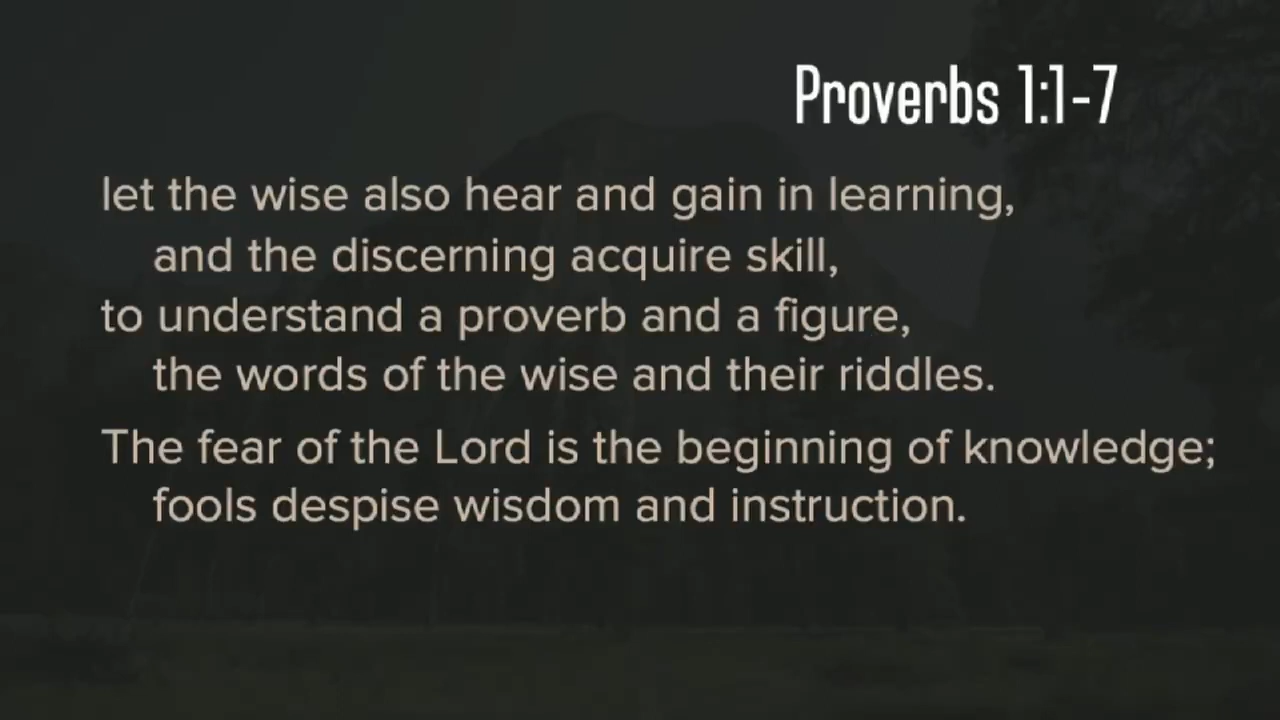 Proverbs 1:1-7
let the wise also hear and gain in learning,
and the discerning acquire skill,
to understand a proverb and a figure,
the words of the wise and their riddles.
The fear of the Lord is the beginning of knowledge;
fools despise wisdom and instruction.